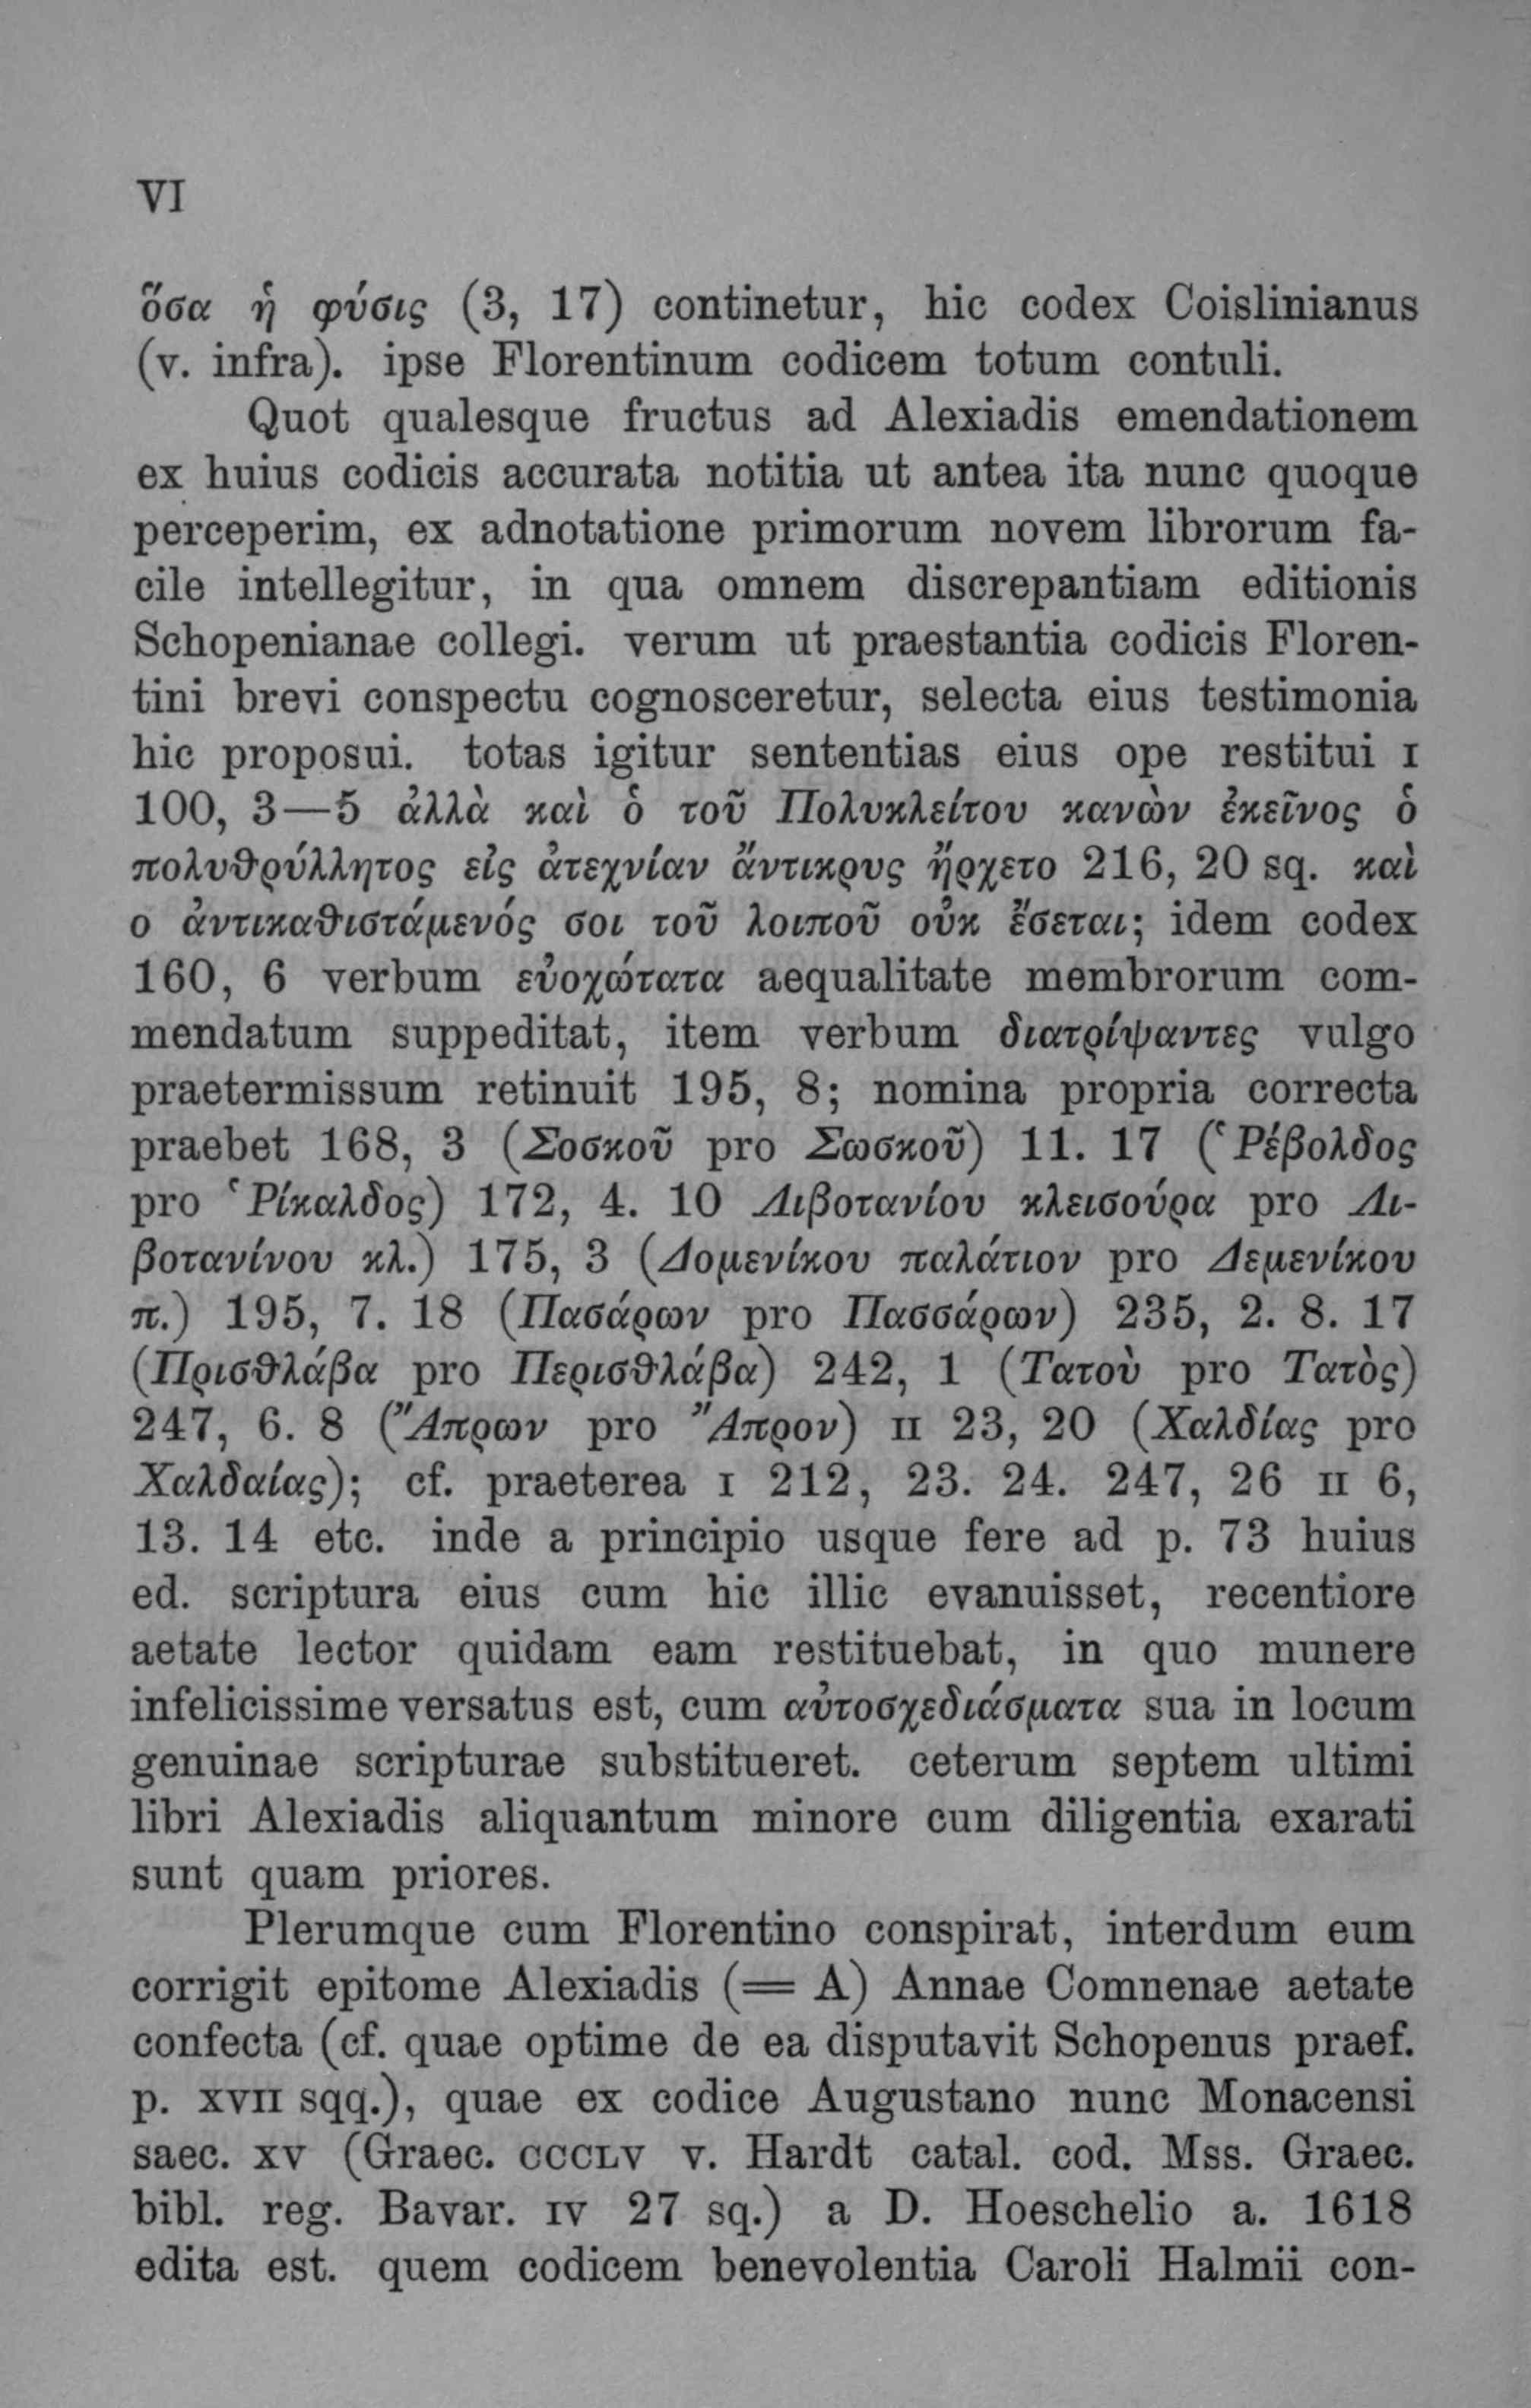 VI
ὅσα ἡ φύσις (3, 17) continetur, hic codex Coislinianus
(v. infra). ipse Florentinum codicem totum contuli.
Quot qualesque fructus ad Alexiadis emendationem
ex huius codicis accurata notitia ut antea ita nunc quoque
perceperim, ex adnotatione primorum novem librorum fa-
cile intellegitur, in qua omnem discrepantiam editionis
Schopenianae collegi. verum ut praestantia codicis Floren-
tini brevi conspectu cognosceretur, selecta eius testimonia
hic proposui. totas igitur sententias eius ope restitui I
100, 3—5 ἀλλὰ καὶ ὁ τοῦ Πολυκλείτου κανὼν ἐκεῖνος ὁ
πολυθρύλλητος εἰς ἀτεχνίαν ἄντικρυς ἤρχετο 216, 20 sq. καὶ
ο ἀντικαθιστάμενός σοι τοῦ λοιποῦ οὐκ ἔσεται; idem codex
160, 6 verbum εὐοχώτατα aequalitate membrorum com-
mendatum suppeditat, item verbum διατρίψαντες vulgo
praetermissum retinuit 195, 8; nomina propria correcta
praebet 168, 3 (Σοσκοῦ pro Σωσκοῦ) 11. 17 (Ῥέβολδος
pro Ῥίκαλδος) 172, 4. 10 Λιβοτανίου κλεισούρα pro Λι-
βοτανίνου κλ.) 175, 3 (Δομενίκου παλάτιον pro Δεμενίκου
π.) 195, 7. 18 (Πασάρων pro Πασσάρων) 235, 2. 8. 17
(Πρισθλάβα pro Περισθλάβα) 242, 1 (Τατοὺ pro Τατὸς)
247, 6. 8 (Ἄπρων pro Ἄπρον) II 23, 20 (Χαλδίας pro
Χαλδαίας); cf. praeterea I 212, 23. 24. 247, 26 II 6,
13. 14 etc. inde a principio usque fere ad p. 73 huius
ed. scriptura eius cum hic illic evanuisset, recentiore
aetate lector quidam eam restituebat, in quo munere
infelicissime versatus est, cum αὐτοσχεδιάσματα sua in locum
genuinae scripturae substitueret. ceterum septem ultimi
libri Alexiadis aliquantum minore cum diligentia exarati
sunt quam priores.
Plerumque cum Florentino conspirat, interdum eum
corrigit epitome Alexiadis (= A) Annae Comnenae aetate
confecta (cf. quae optime de ea disputavit Schopenus praef.
p. XVII sqq.), quae ex codice Augustano nunc Monacensi
saec. XV (Graec. CCCLV v. Hardt catal. cod. Mss. Graec.
bibl. reg. Bavar. IV 27 sq.) a D. Hoeschelio a. 1618
edita est. quem codicem benevolentia Caroli Halmii con-